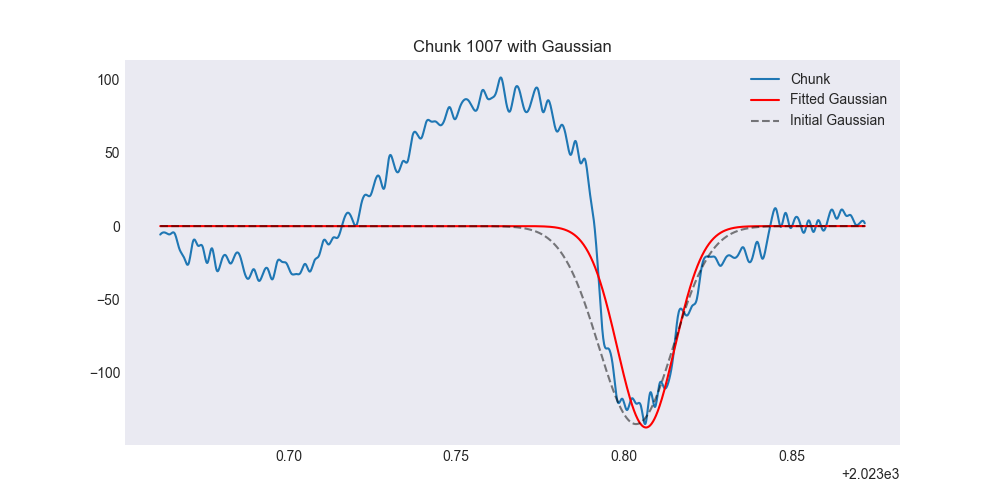 Chunk 1007 with Gaussian
Chunk
Fitted Gaussian
Initial Gaussian
100
50
0
−50
−100
0.70 0.75 0.80 0.85
+2.023e3